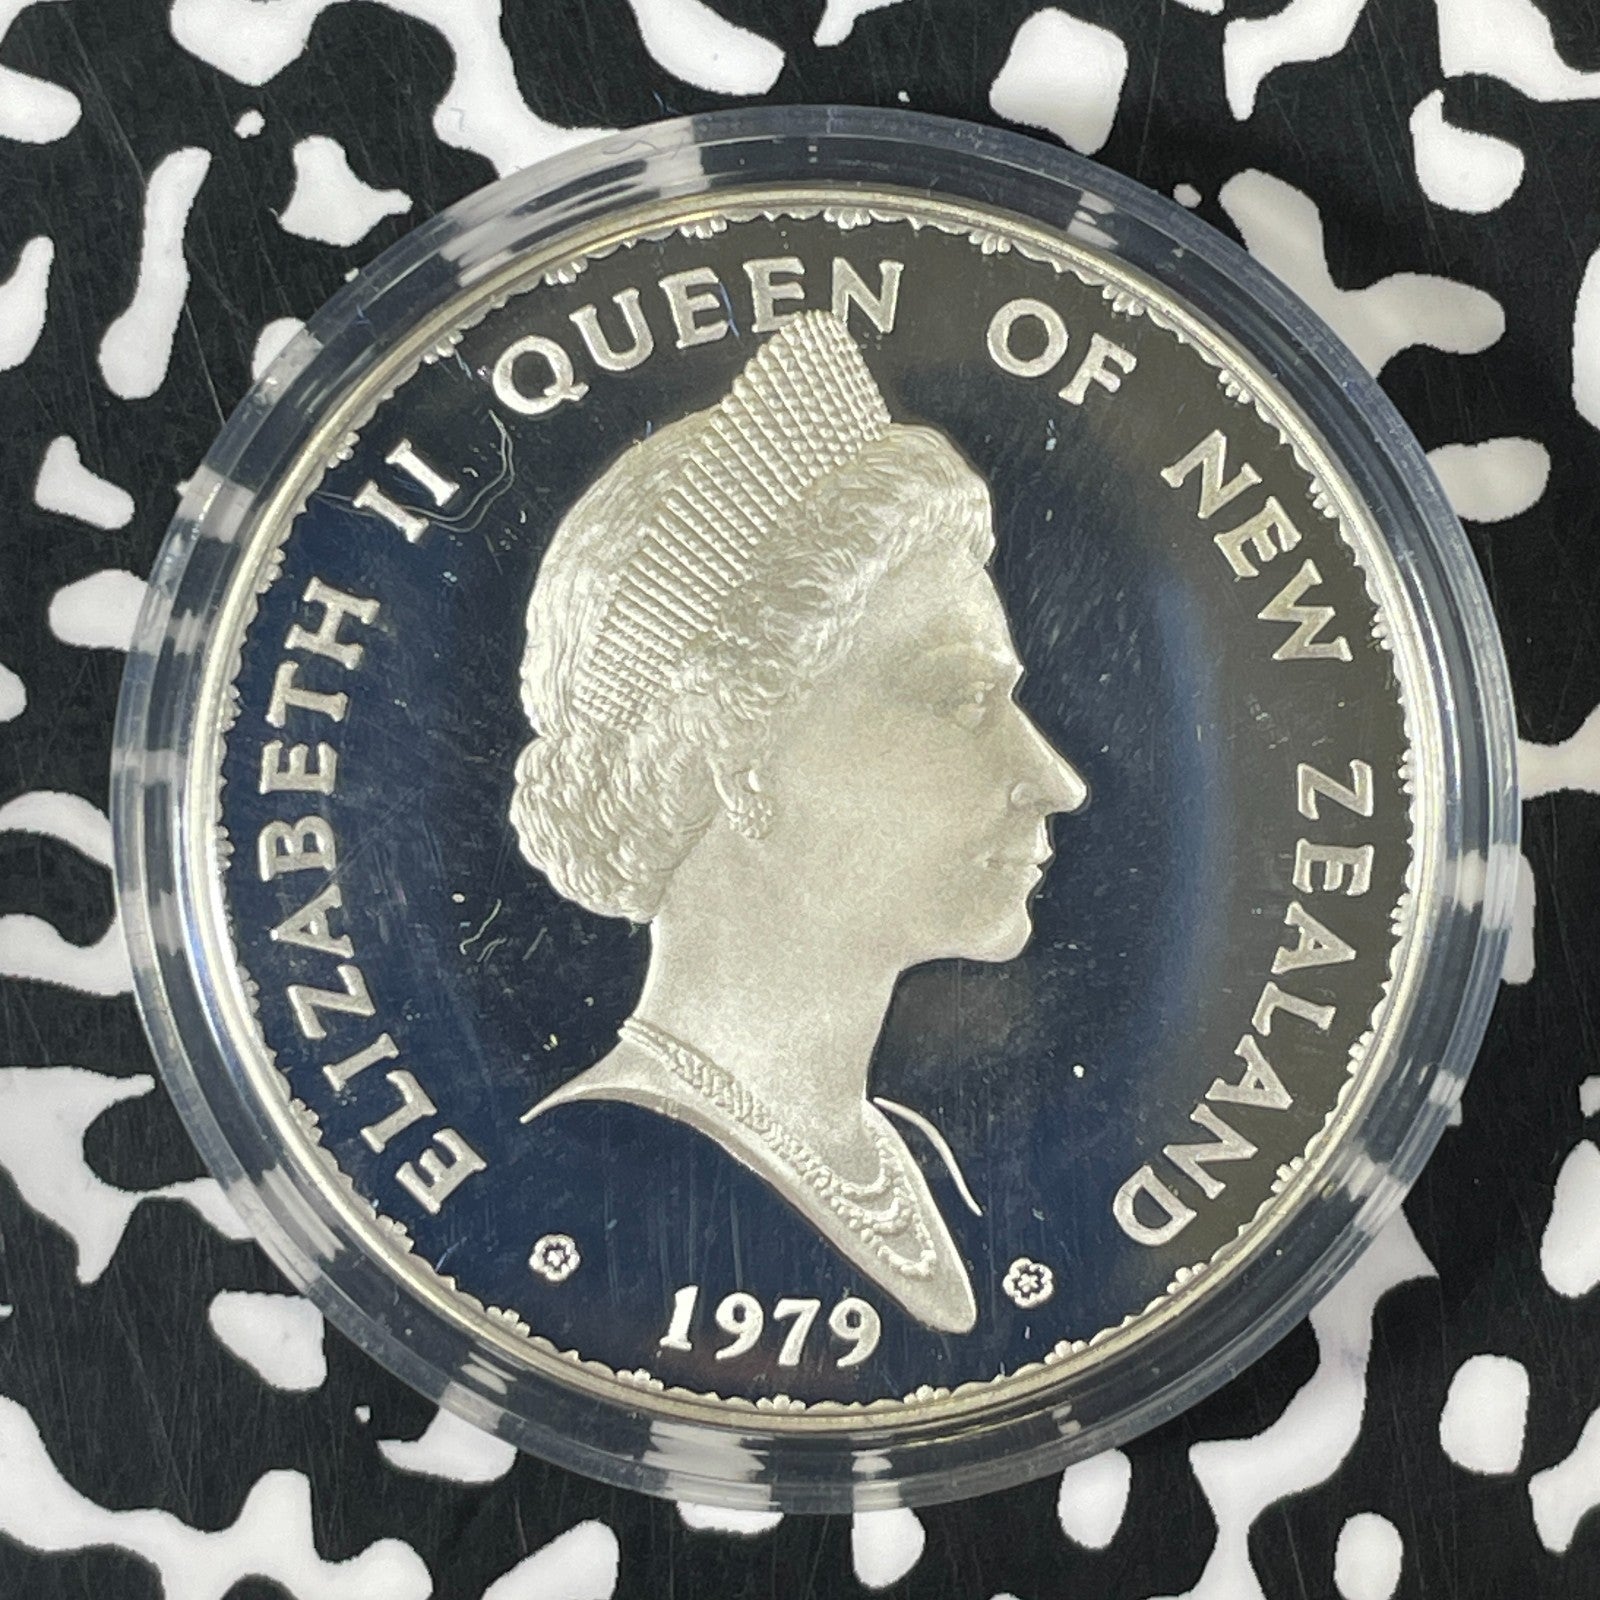 ELIZABETH II QUEEN OF NEW ZEALAND
1979